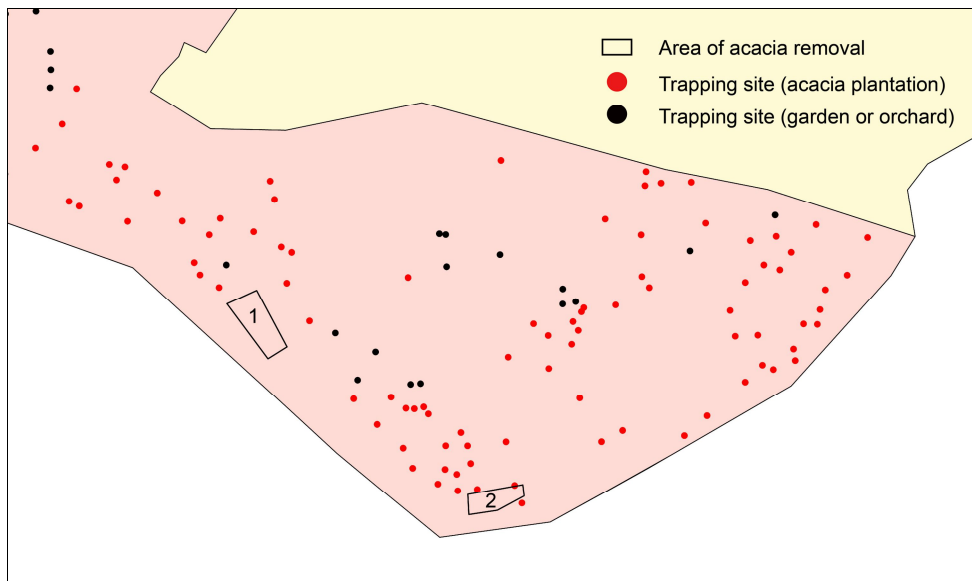 Area of acacia removal
Trapping site (acacia plantation)
Trapping site (garden or orchard)
1
2